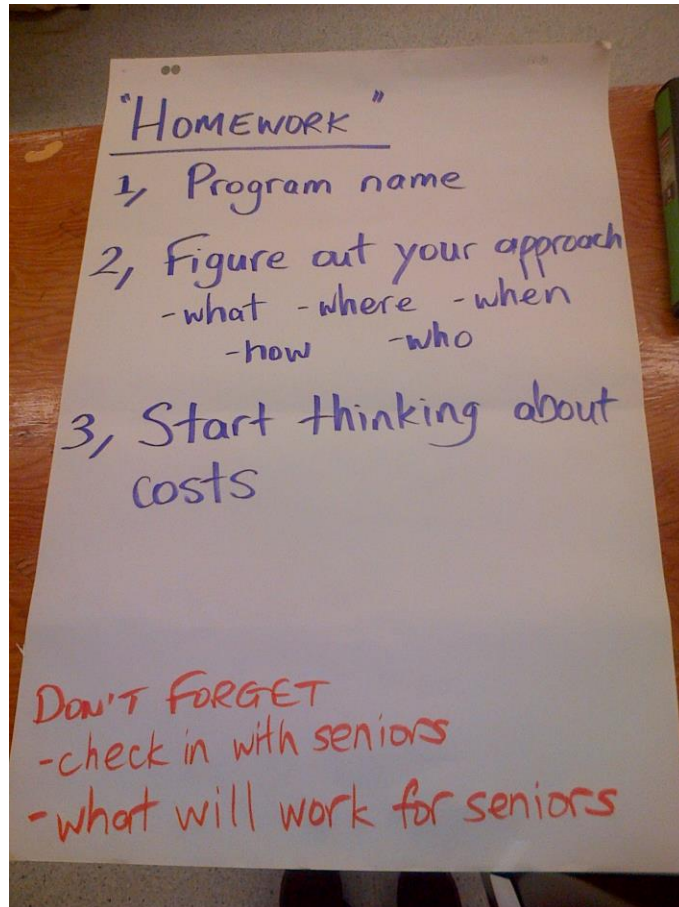 "HOMEWORK"
1, Program name
2, Figure out your approach
-what -where -when
-how -who
3, Start thinking about
costs
DON'T FORGET
-check in with seniors
-what will work for seniors